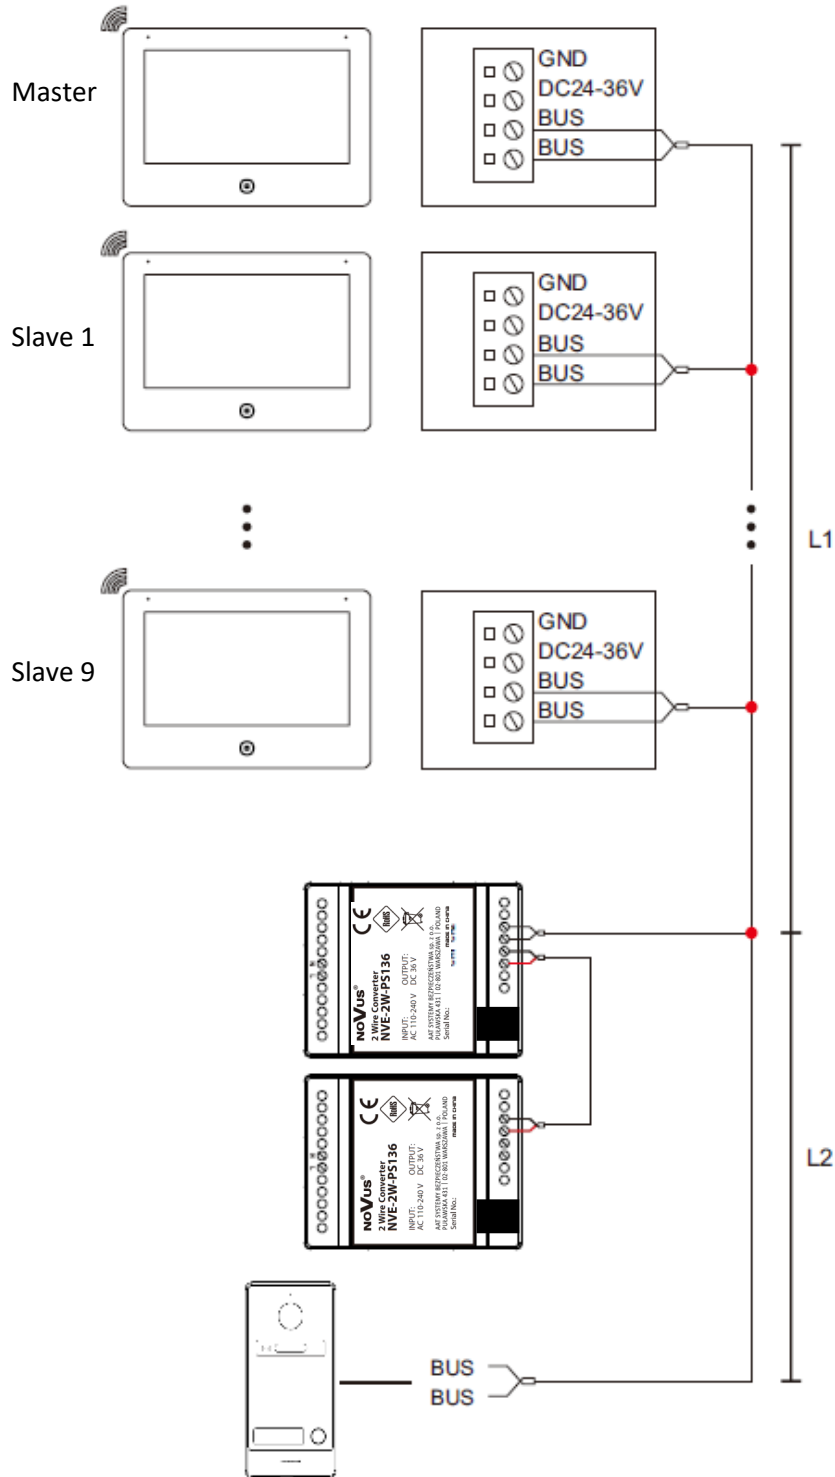 Master
GND
DC24-36V
BUS
BUS
Slave 1
GND
DC24-36V
BUS
BUS
L1
Slave 9
GND
DC24-36V
BUS
BUS
NOVUS®
2 Wire Converter
NVE-2W-PS136
INPUT: OUTPUT:
AC 110-240 V DC 36 V
AAT SYSTEMY BEZPIECZEŃSTWA sp. z o.o.
PUŁAWSKA 431 | 02-801 WARSZAWA | POLAND
Serial No.: made in china
CE
RoHS
N L
NOVUS®
2 Wire Converter
NVE-2W-PS136
INPUT: OUTPUT:
AC 110-240 V DC 36 V
AAT SYSTEMY BEZPIECZEŃSTWA sp. z o.o.
PUŁAWSKA 431 | 02-801 WARSZAWA | POLAND
Serial No.: made in china
CE
RoHS
N L
L2
BUS
BUS